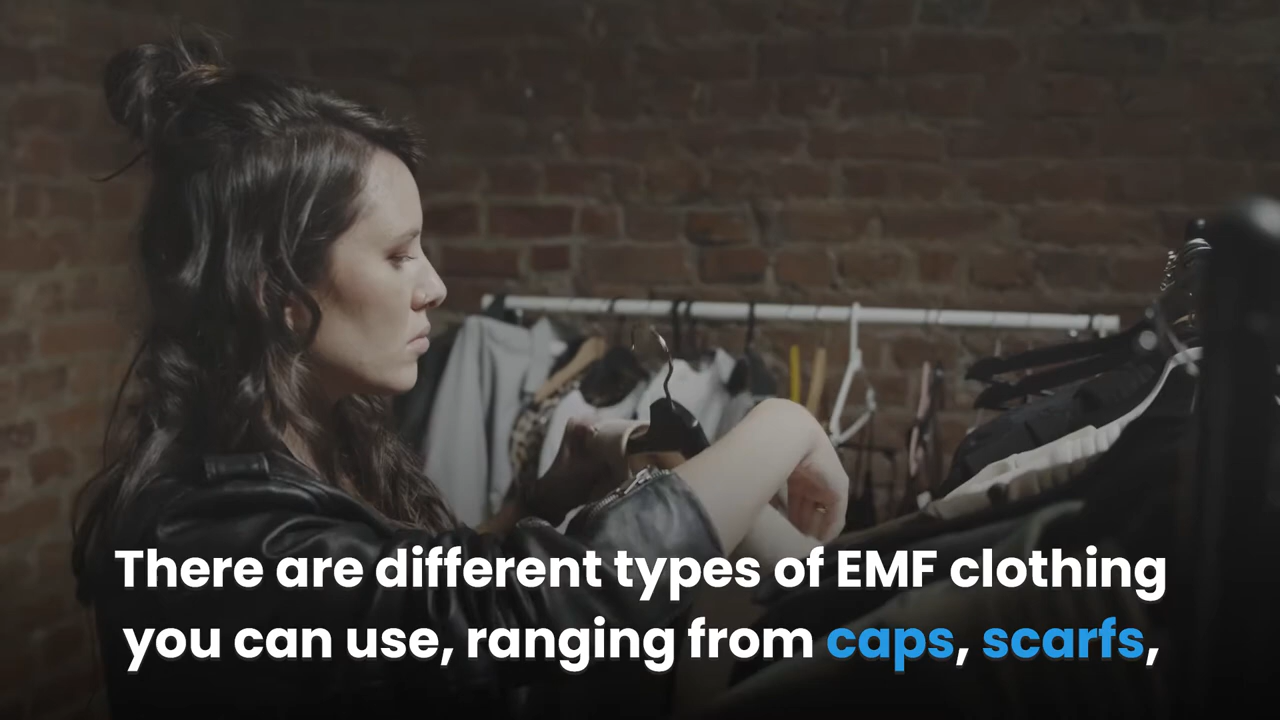 There are different types of EMF clothing
you can use, ranging from caps, scarfs,